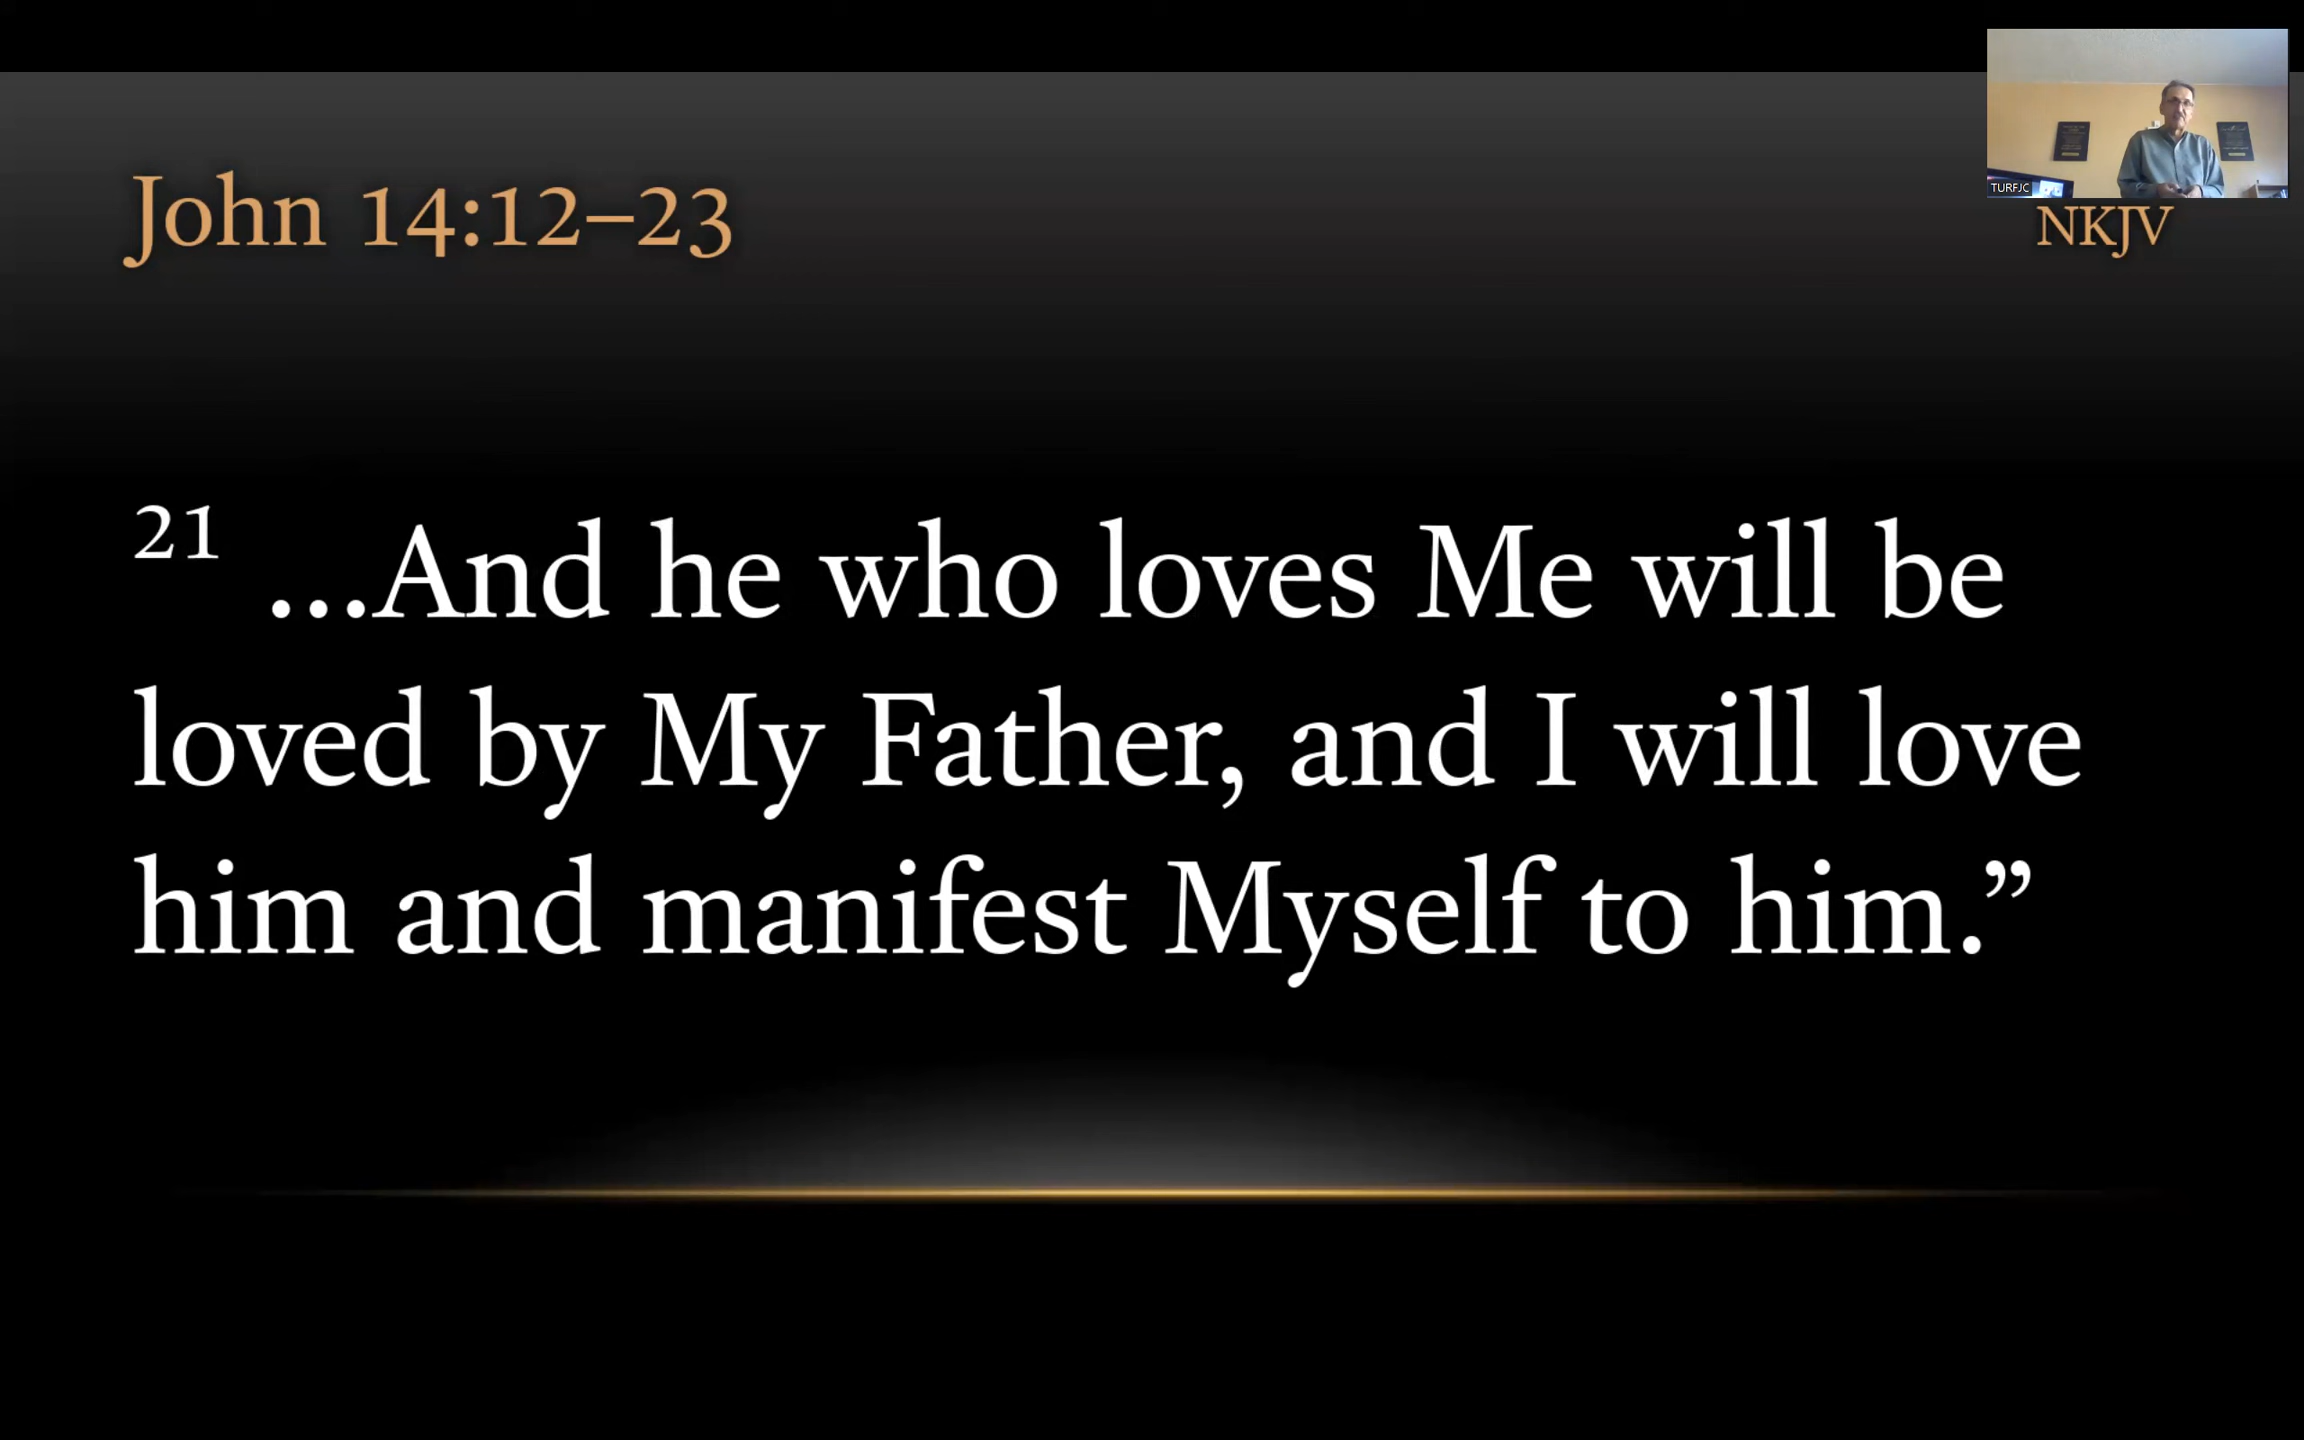 TURFJC
John 14:12–23
NKJV
21 ...And he who loves Me will be
loved by My Father, and I will love
him and manifest Myself to him.”